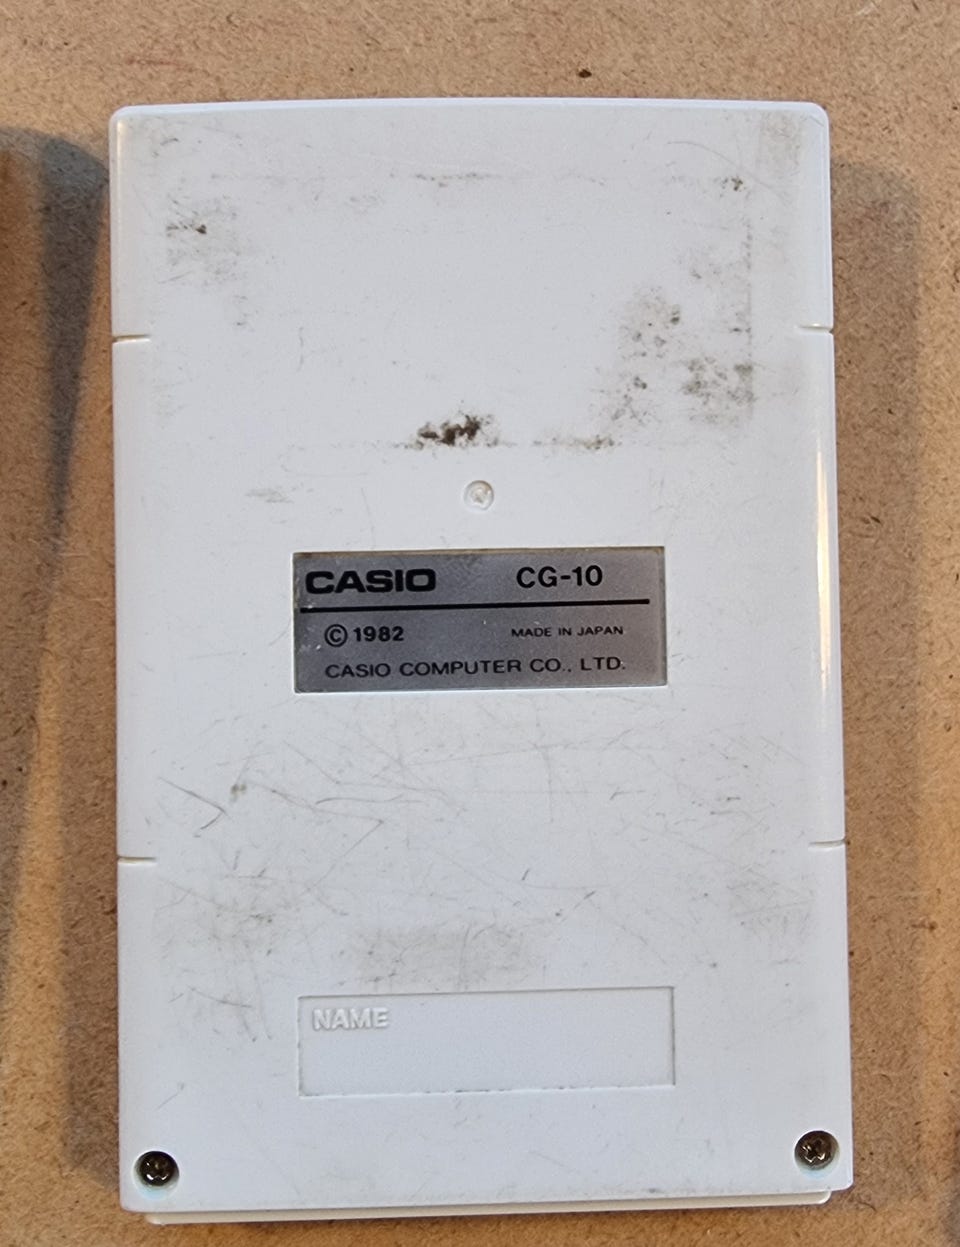 CASIO CG-10
© 1982 MADE IN JAPAN
CASIO COMPUTER CO., LTD.
NAME